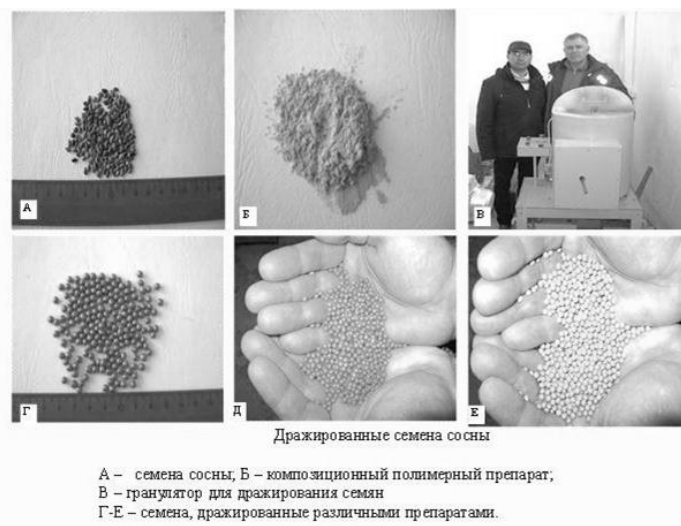 А
Б
В
Г
Д
Е
Дражированные семена сосны
А – семена сосны; Б – композиционный полимерный препарат;
В – гранулятор для дражирования семян
Г-Е – семена, дражированные различными препаратами.